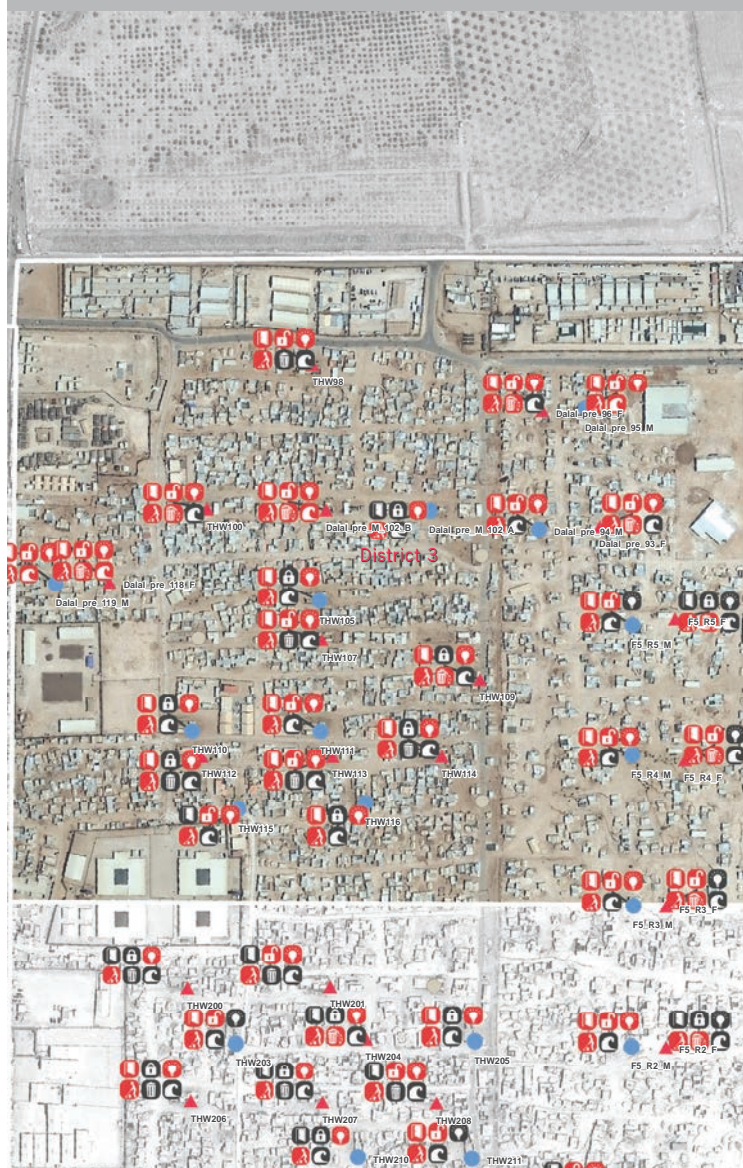 THW98
Dalal_pre_96_F
Dalal_pre_95_M
THW100
Dalal_pre_M_102_B
Dalal_pre_M_102_A
Dalal_pre_94_M
Dalal_pre_93_F
District 3
Dalal_pre_118_F
Dalal_pre_119_M
THW105
F5_R5_F
F5_R5_M
THW107
THW109
THW110
THW111
THW112
THW113
THW114
F5_R4_M
F5_R4_F
THW115
THW116
F5_R3_F
F5_R3_M
THW200
THW201
THW203
THW204
THW205
F5_R2_F
F5_R2_M
THW206
THW207
THW208
THW210
THW211